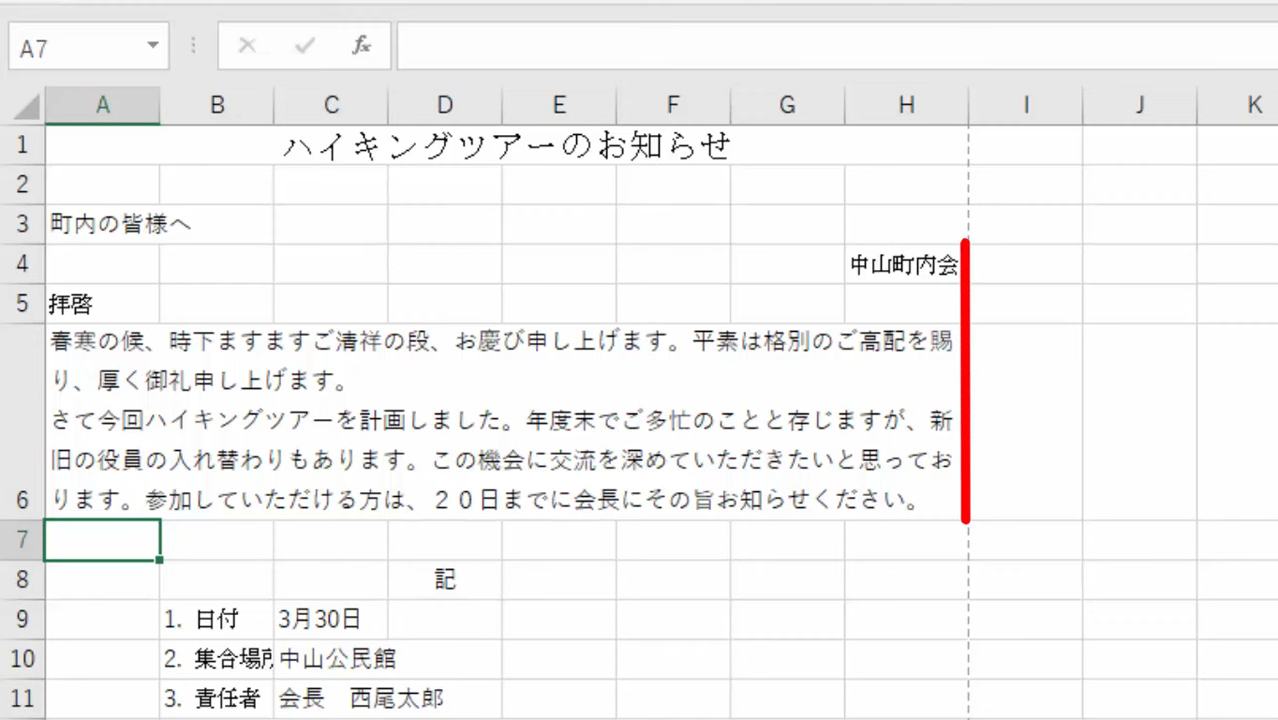 A7
fx
A B C D E F G H I J K
1 ハイキングツアーのお知らせ
2
3 町内の皆様へ
4 中山町内会
5 拝啓
春寒の候、時下ますますご清祥の段、お慶び申し上げます。平素は格別のご高配を賜
り、厚く御礼申し上げます。
さて今回ハイキングツアーを計画しました。年度末でご多忙のことと存じますが、新
旧の役員の入れ替わりもあります。この機会に交流を深めていただきたいと思ってお
6 ります。参加していただける方は、２０日までに会長にその旨お知らせください。
7
8 記
9 1. 日付 3月30日
10 2. 集合場所 中山公民館
11 3. 責任者 会長　西尾太郎